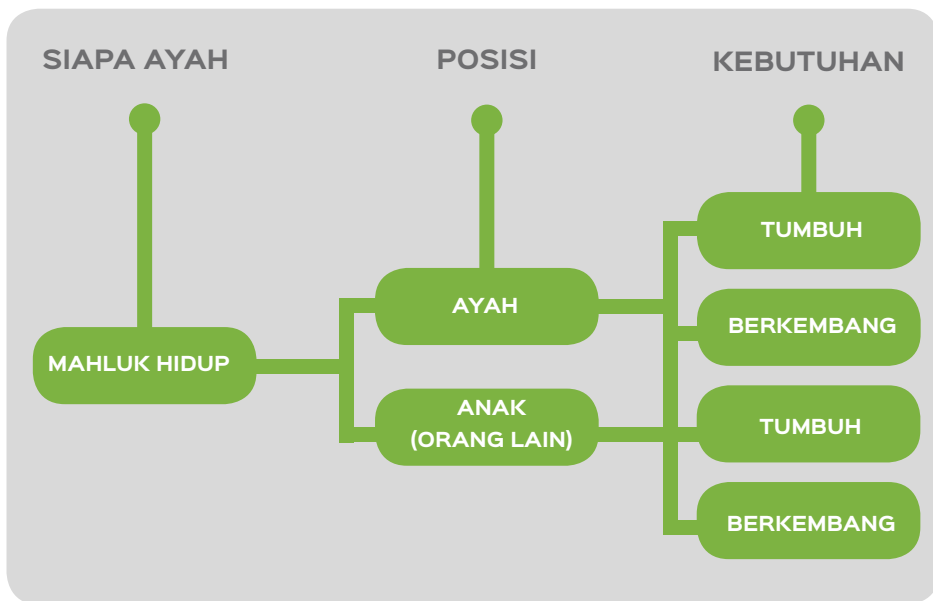 SIAPA AYAH
POSISI
KEBUTUHAN
MAHLUK HIDUP
AYAH
ANAK
(ORANG LAIN)
TUMBUH
BERKEMBANG
TUMBUH
BERKEMBANG